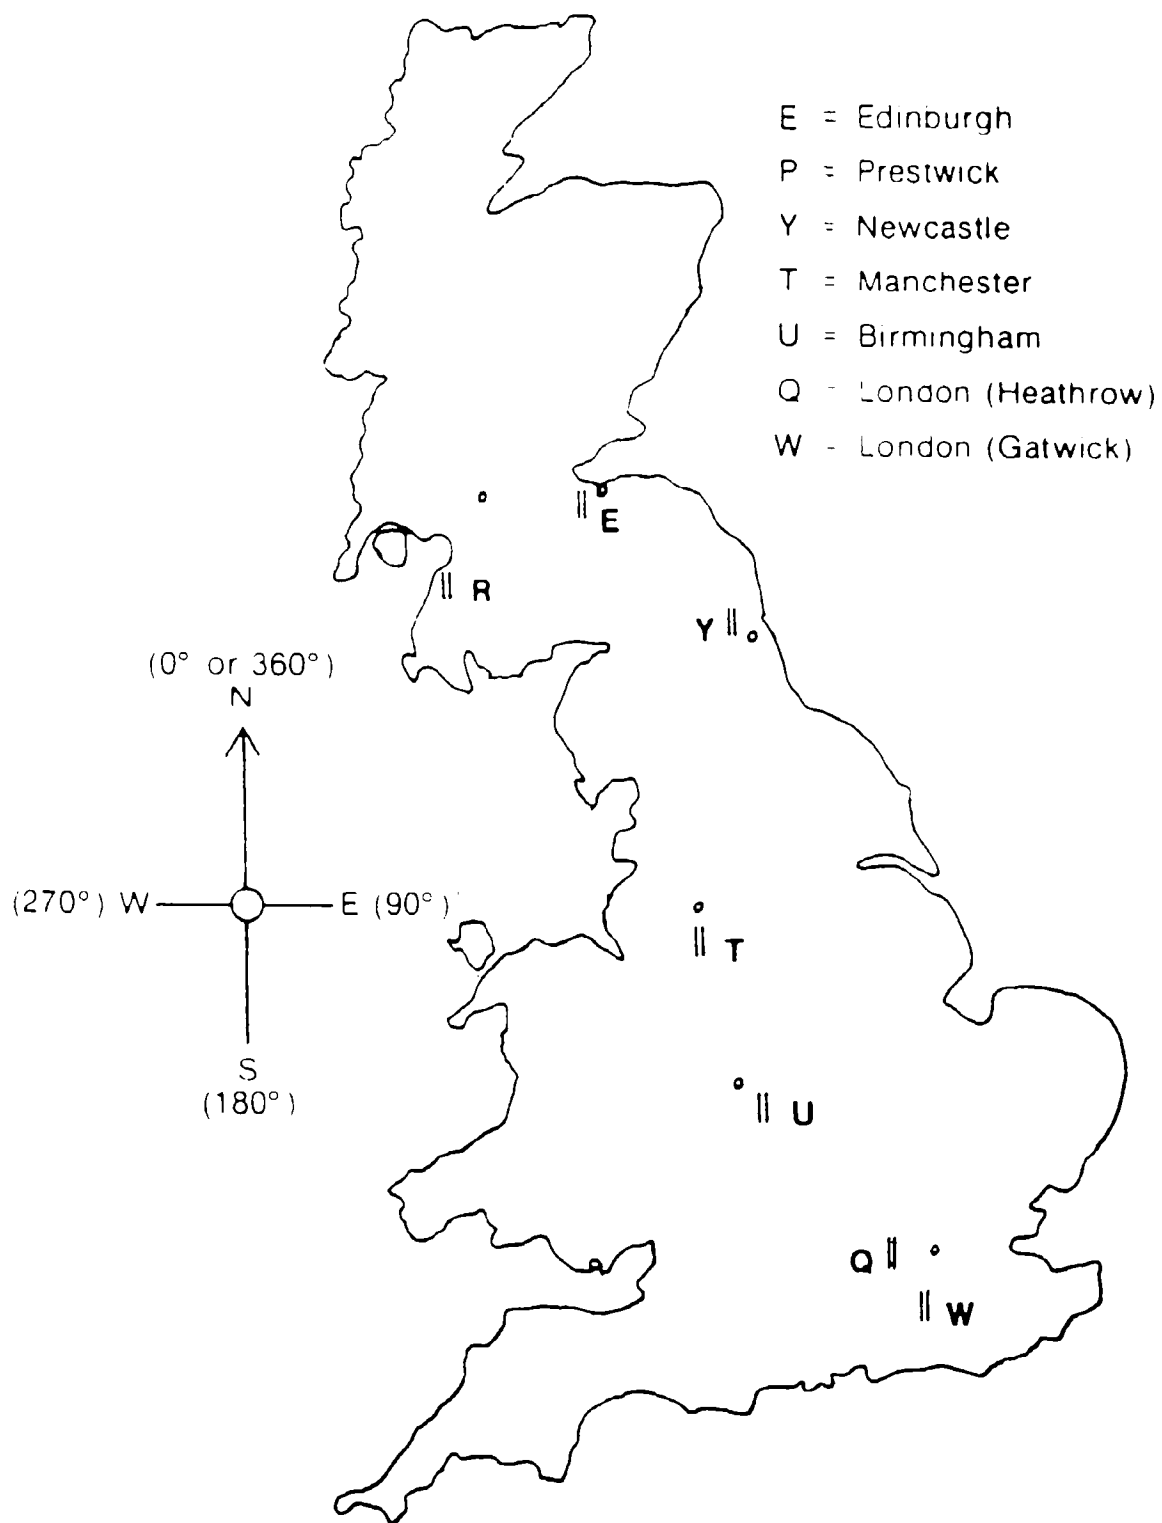 E = Edinburgh
P = Prestwick
Y = Newcastle
T = Manchester
U = Birmingham
Q - London (Heathrow)
W - London (Gatwick)
E
R
Y
(0° or 360°)
N
(270°) W
E (90°)
T
S
(180°)
U
Q
W